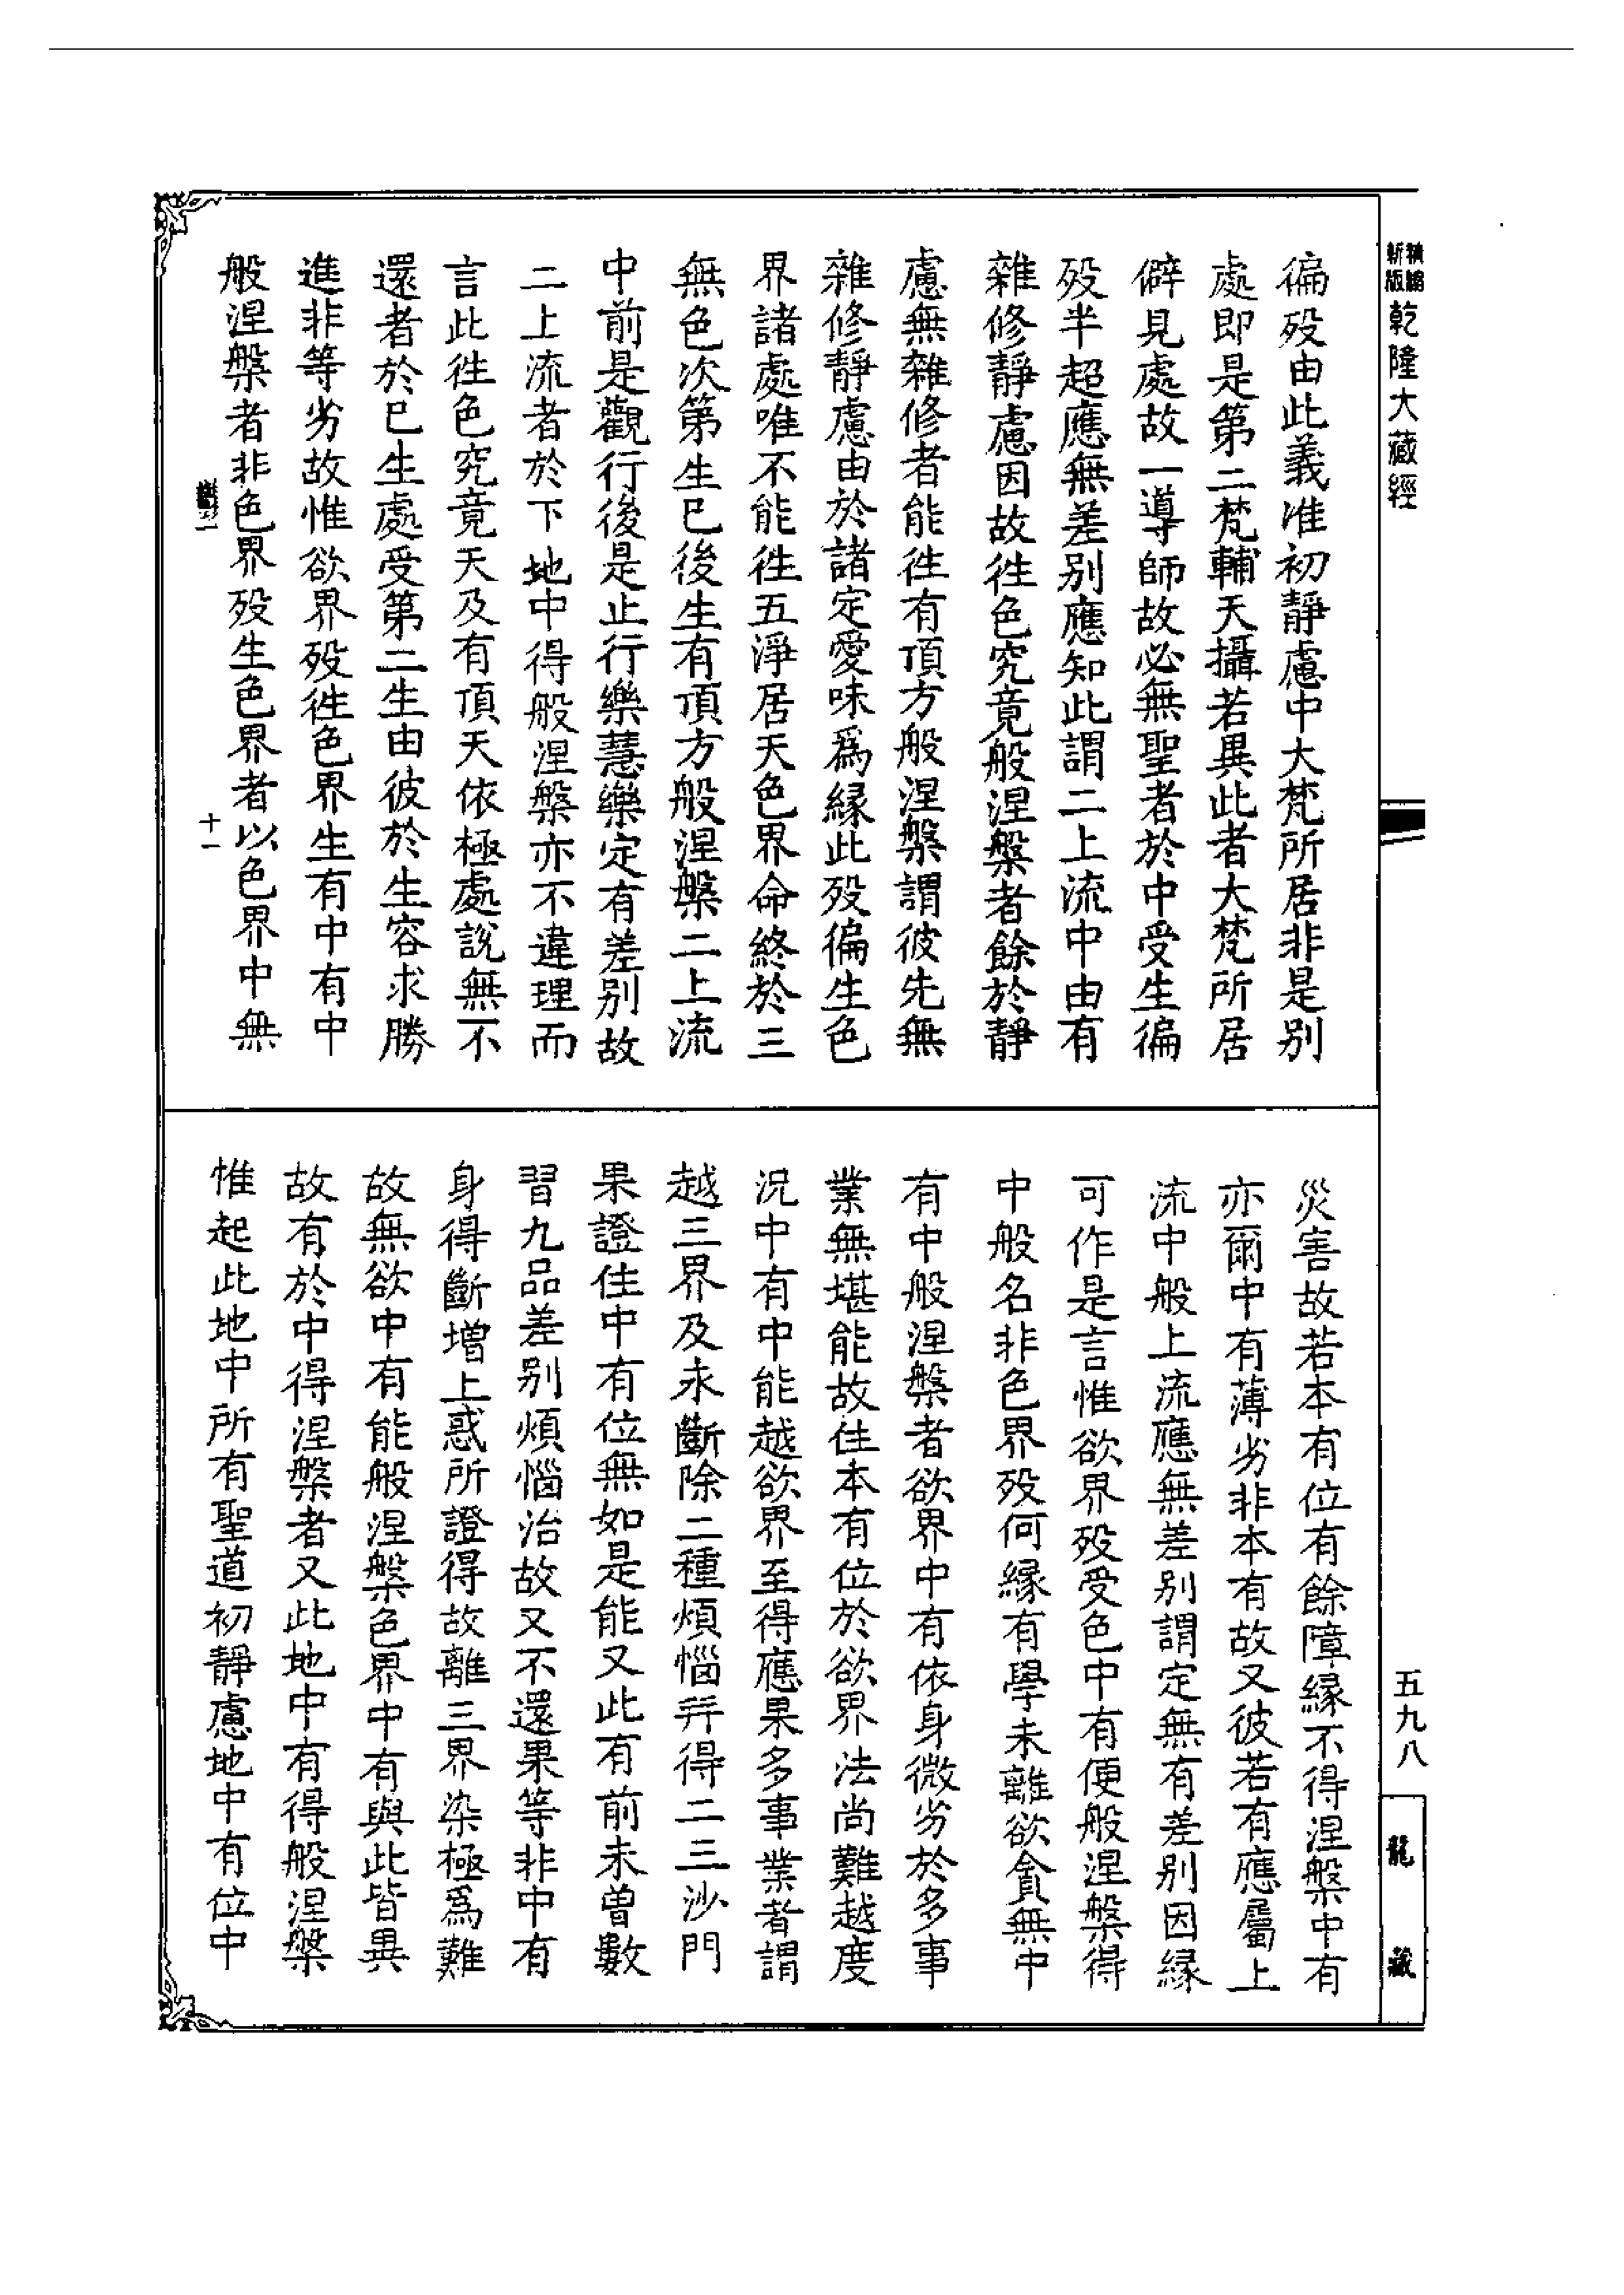 精編新版乾隆大藏經
徧歿由此義准初靜慮中大梵所居非是別
處即是第二梵輔天攝若異此者大梵所居
僻見處故一導師故必無聖者於中受生徧
歿半超應無差別應知此謂二上流中由有
雜修靜慮因故往色究竟般涅槃者餘於靜
慮無雜修者能往有頂方般涅槃謂彼先無
雜修靜慮由於諸定愛味為緣此歿徧生色
界諸處唯不能往五淨居天色界命終於三
無色次第生已後生有頂方般涅槃二上流
中前是觀行後是止行樂慧樂定有差別故
二上流者於下地中得般涅槃亦不違理而
言此往色究竟天及有頂天依極處說無不
還者於已生處受第二生由彼於生容求勝
進非等劣故惟欲界歿往色界生有中有中
般涅槃者非色界歿生色界者以色界中無
十一
災害故若本有位有餘障緣不得涅槃中有
亦爾中有薄劣非本有故又彼若有應屬上
流中般上流應無差別謂定無有差別因緣
可作是言惟欲界歿受色中有便般涅槃得
中般名非色界歿何緣有學未離欲貪無中
有中般涅槃者欲界中有依身微劣於多事
業無堪能故住本有位於欲界法尚難越度
況中有中能越欲界至得應果多事業者謂
越三界及永斷除二種煩惱并得二三沙門
果證住中有位無如是能又此有前未曾數
習九品差別煩惱治故又不還果等非中有
身得斷增上惑所證得故離三界染極為難
故無欲中有能般涅槃色界中有與此皆異
故有於中得涅槃者又此地中有得般涅槃
惟起此地中所有聖道初靜慮地中有位中
五九八
龍藏